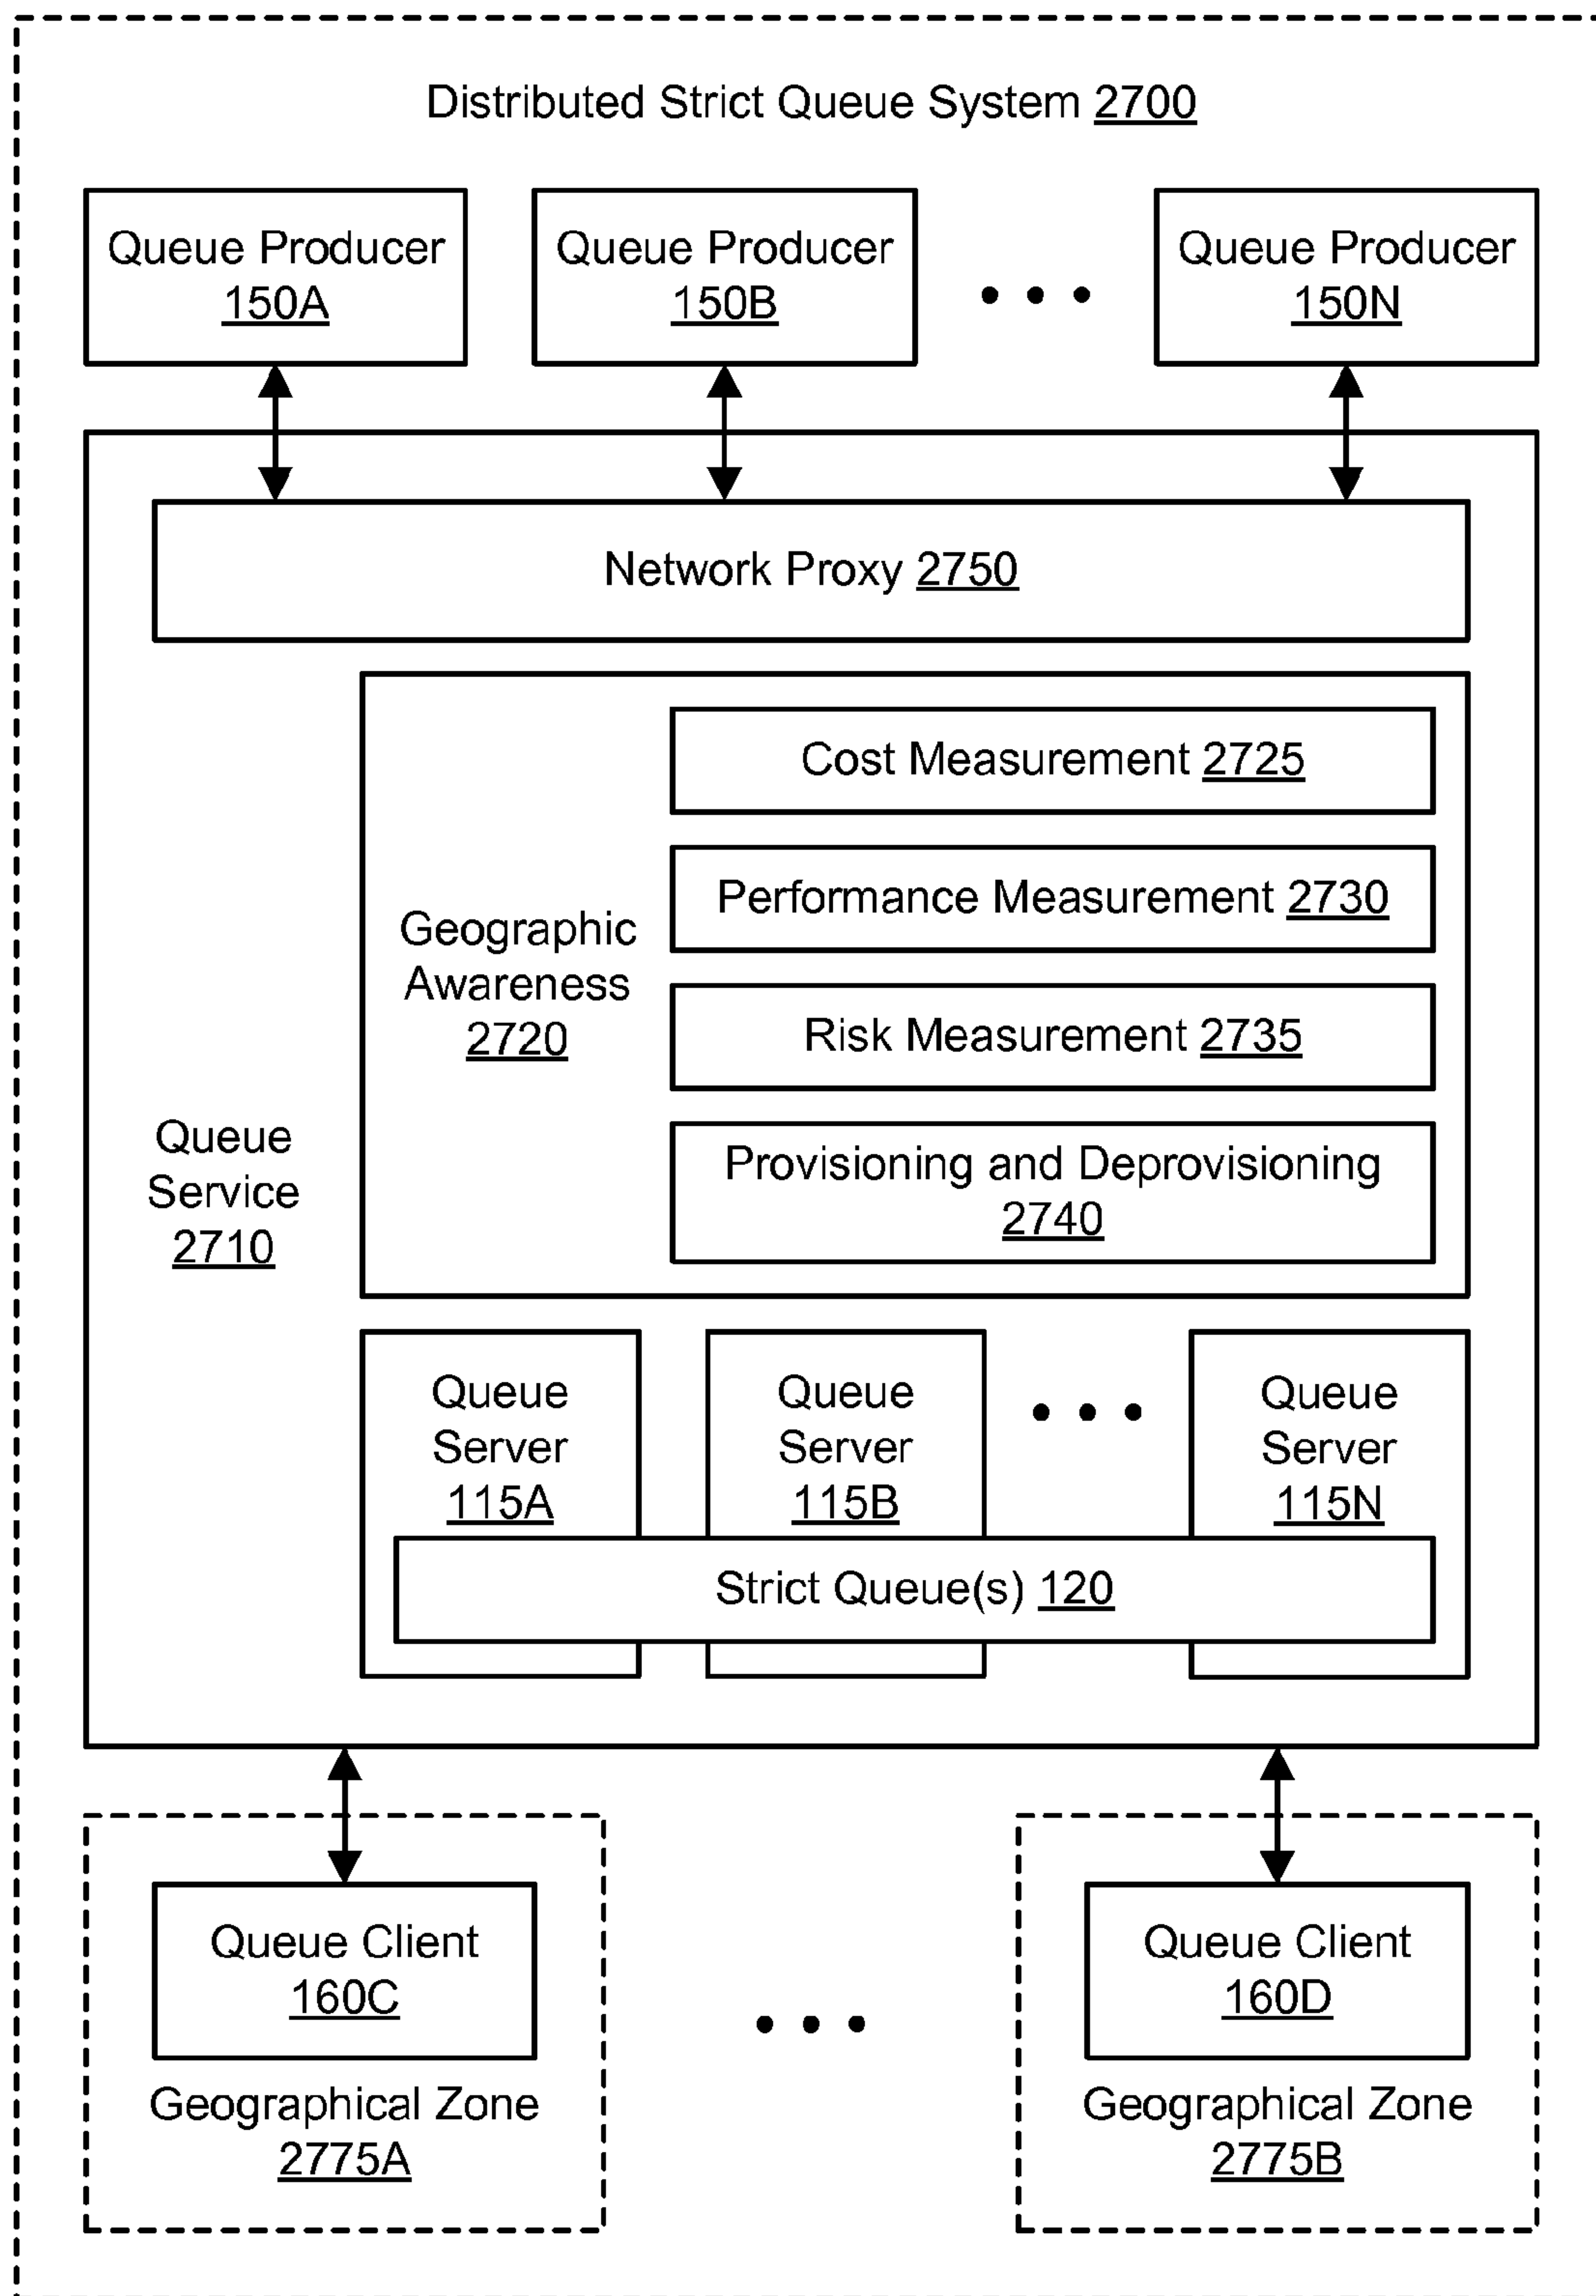 Distributed Strict Queue System 2700
Queue Producer
150A
Queue Producer
150B
Queue Producer
150N
Network Proxy 2750
Cost Measurement 2725
Performance Measurement 2730
Geographic
Awareness
2720
Risk Measurement 2735
Provisioning and Deprovisioning
2740
Queue
Service
2710
Queue
Server
115A
Queue
Server
115B
Queue
Server
115N
Strict Queue(s) 120
Queue Client
160C
Geographical Zone
2775A
Queue Client
160D
Geographical Zone
2775B